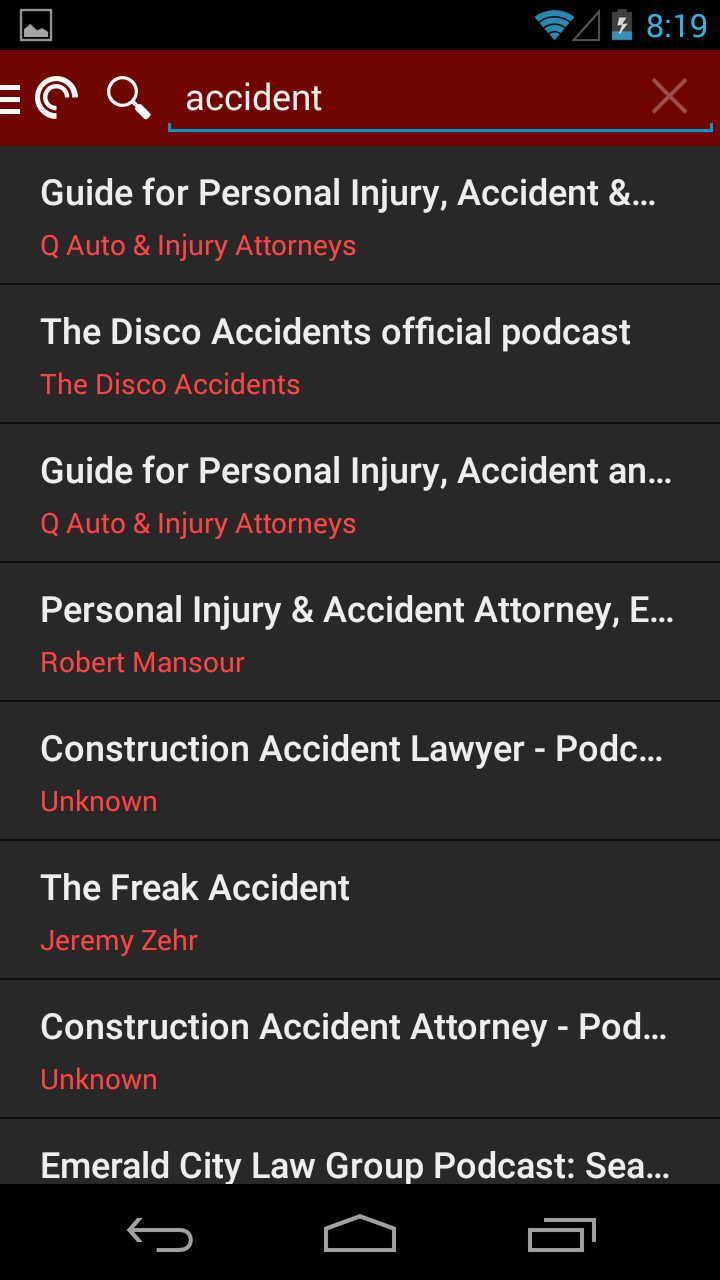 8:19
accident
Guide for Personal Injury, Accident &...
Q Auto & Injury Attorneys
The Disco Accidents official podcast
The Disco Accidents
Guide for Personal Injury, Accident an...
Q Auto & Injury Attorneys
Personal Injury & Accident Attorney, E...
Robert Mansour
Construction Accident Lawyer - Podc...
Unknown
The Freak Accident
Jeremy Zehr
Construction Accident Attorney - Pod...
Unknown
Emerald City Law Group Podcast: Sea...